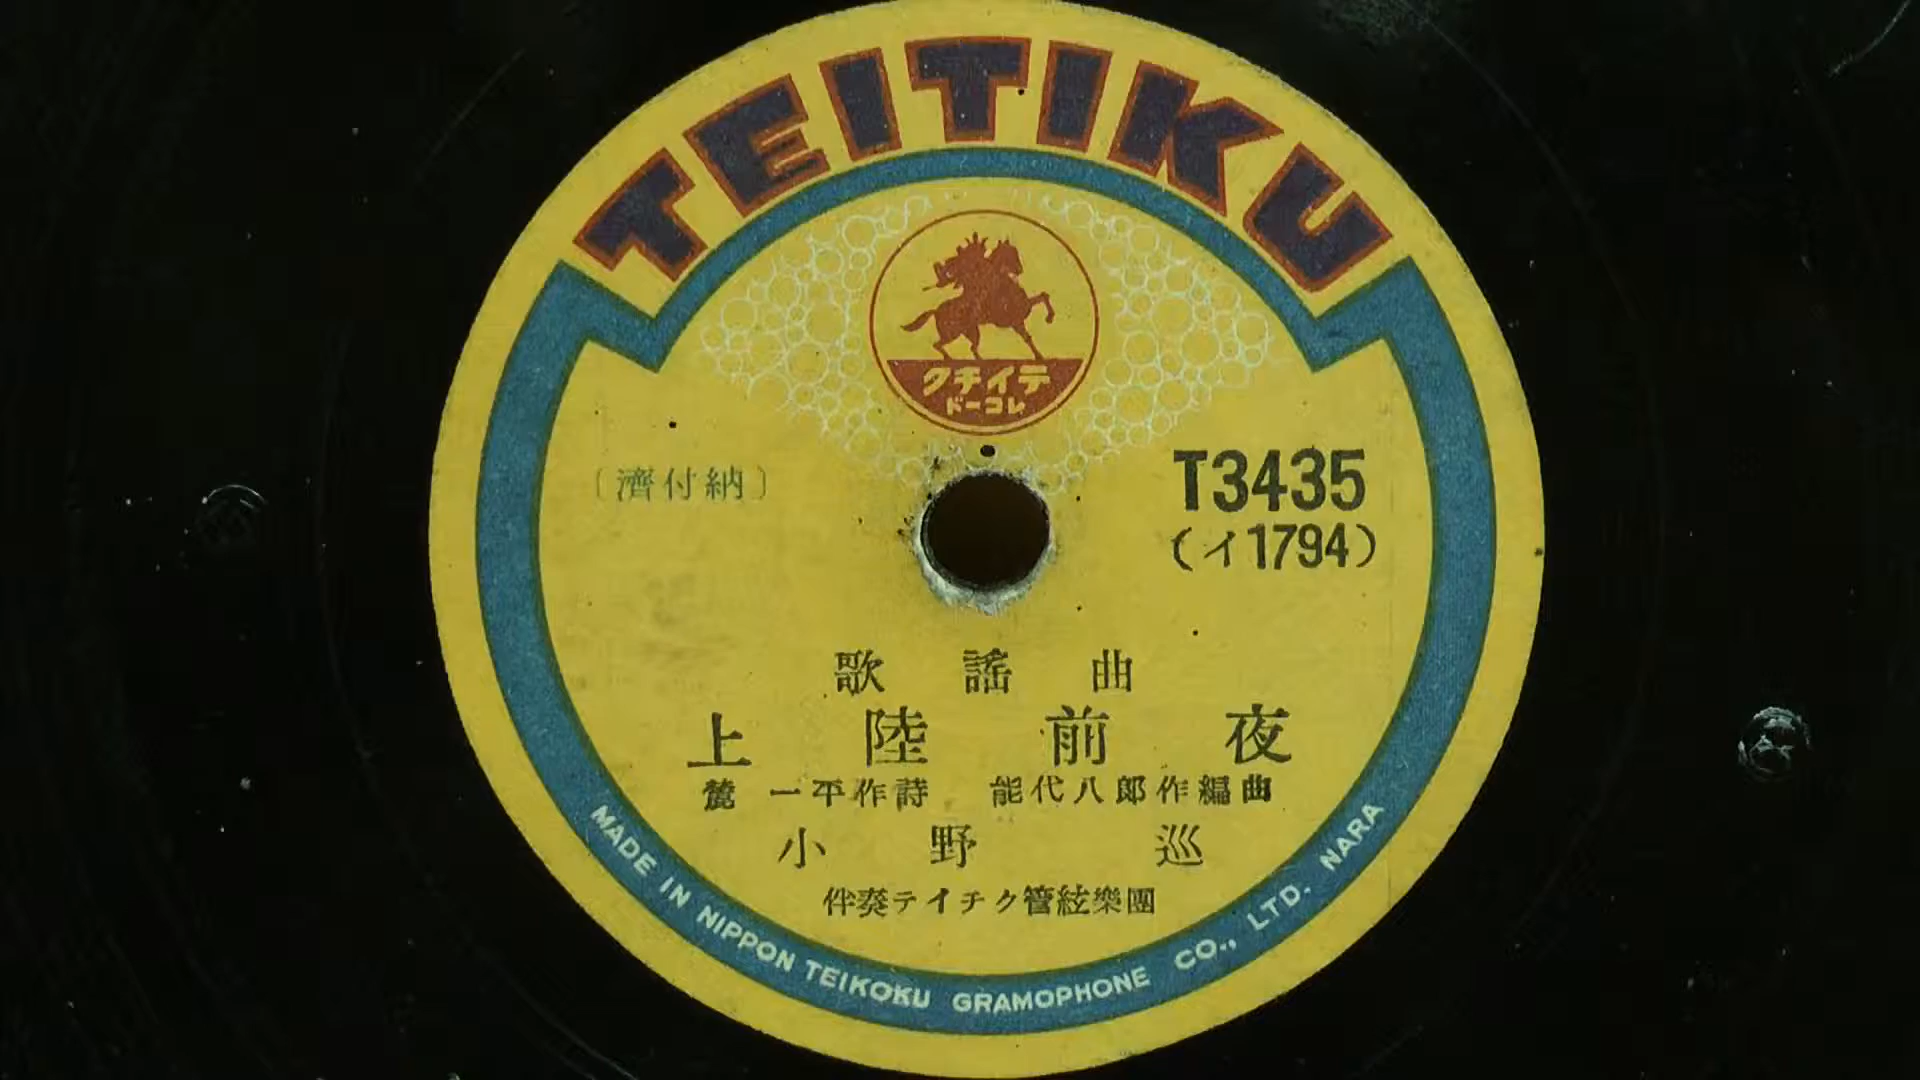 TEITIKU
クチイテ
ドーコレ
〔濟付納〕
T3435
(イ1794)
歌謡曲
上陸前夜
麓一平作詩 能代八郎作編曲
小野巡
伴奏テイチク管絃樂團
MADE IN NIPPON TEIKOKU GRAMOPHONE CO., LTD. NARA